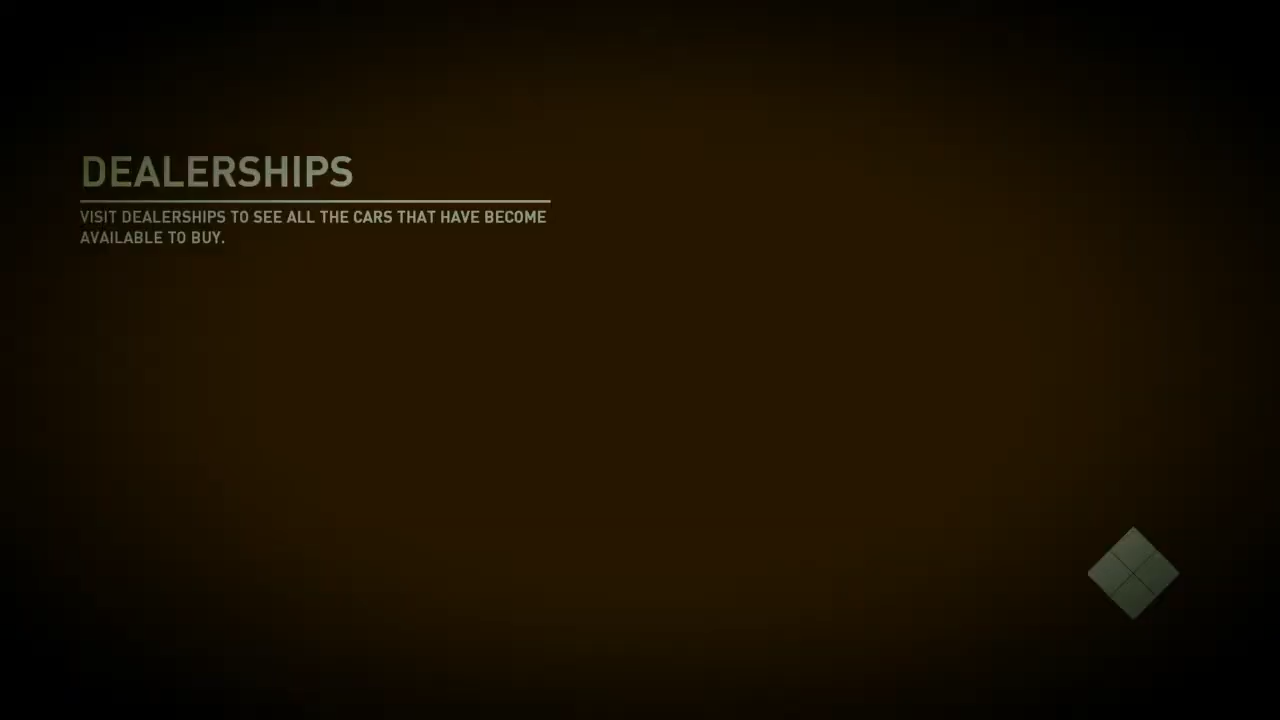 DEALERSHIPS
VISIT DEALERSHIPS TO SEE ALL THE CARS THAT HAVE BECOME
AVAILABLE TO BUY.